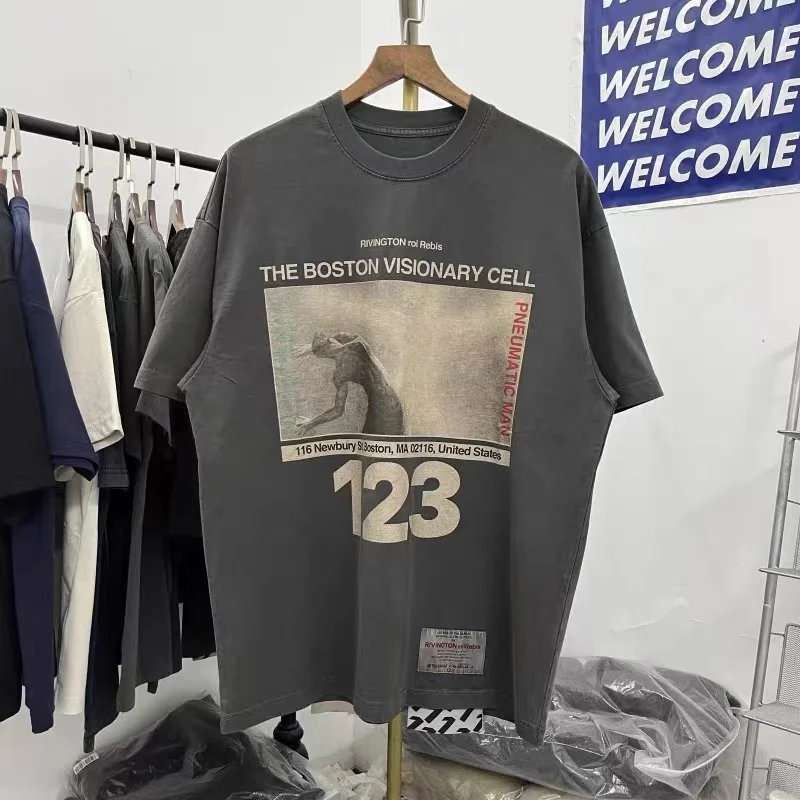 WELCOME
WELCOME
WELCOME
WELCOME
RIVINGTON roi Rebis
THE BOSTON VISIONARY CELL
PNEUMATIC MAN
116 Newbury St Boston, MA 02116, United States
123
RIVINGTON roi Rebis